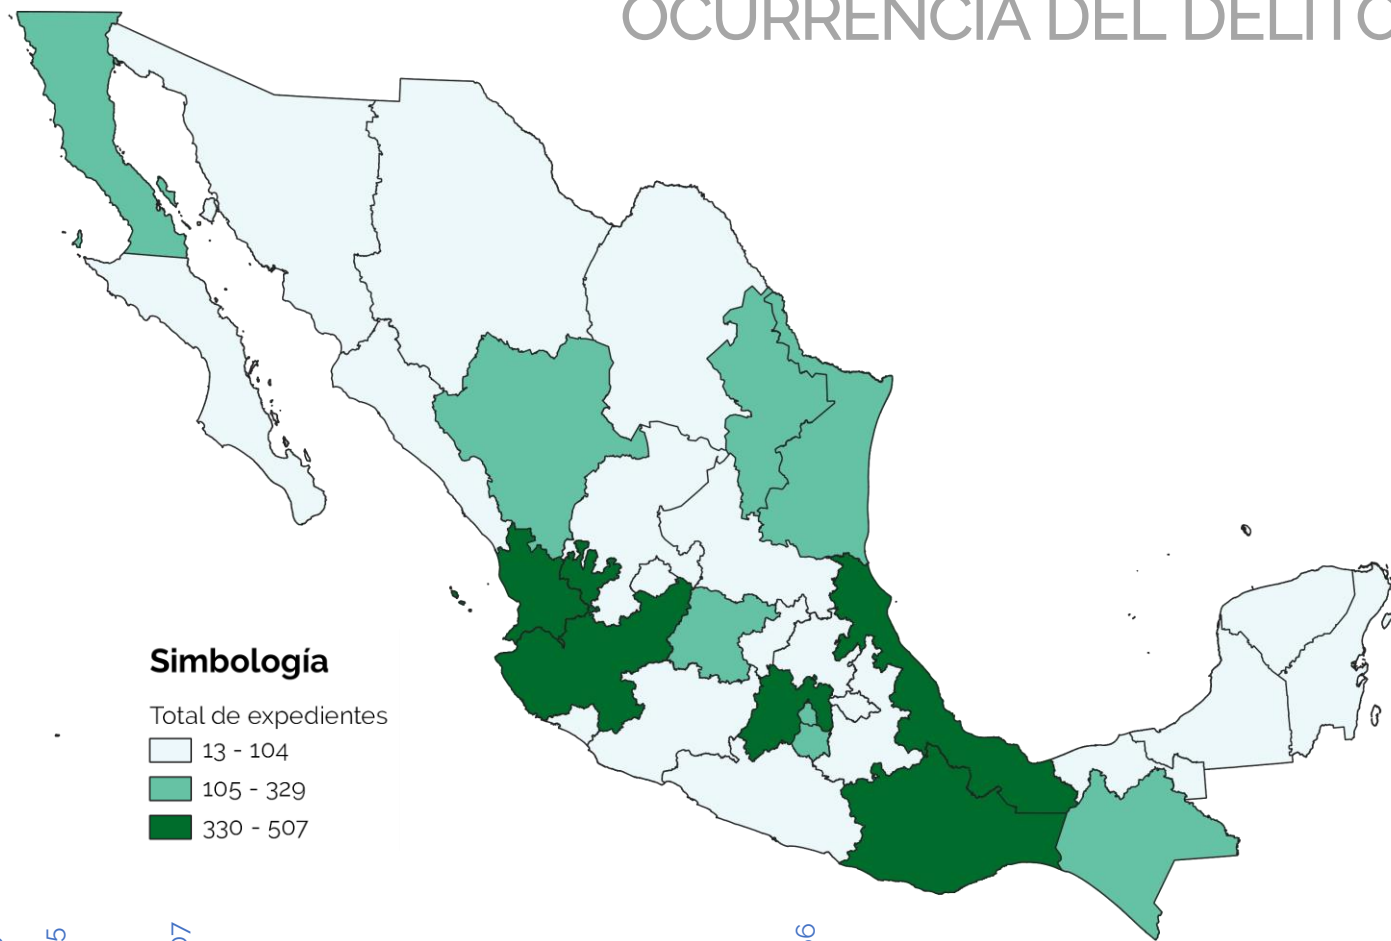 OCURRENCIA DEL DELITO
Simbología
Total de expedientes
13 - 104
105 - 329
330 - 507